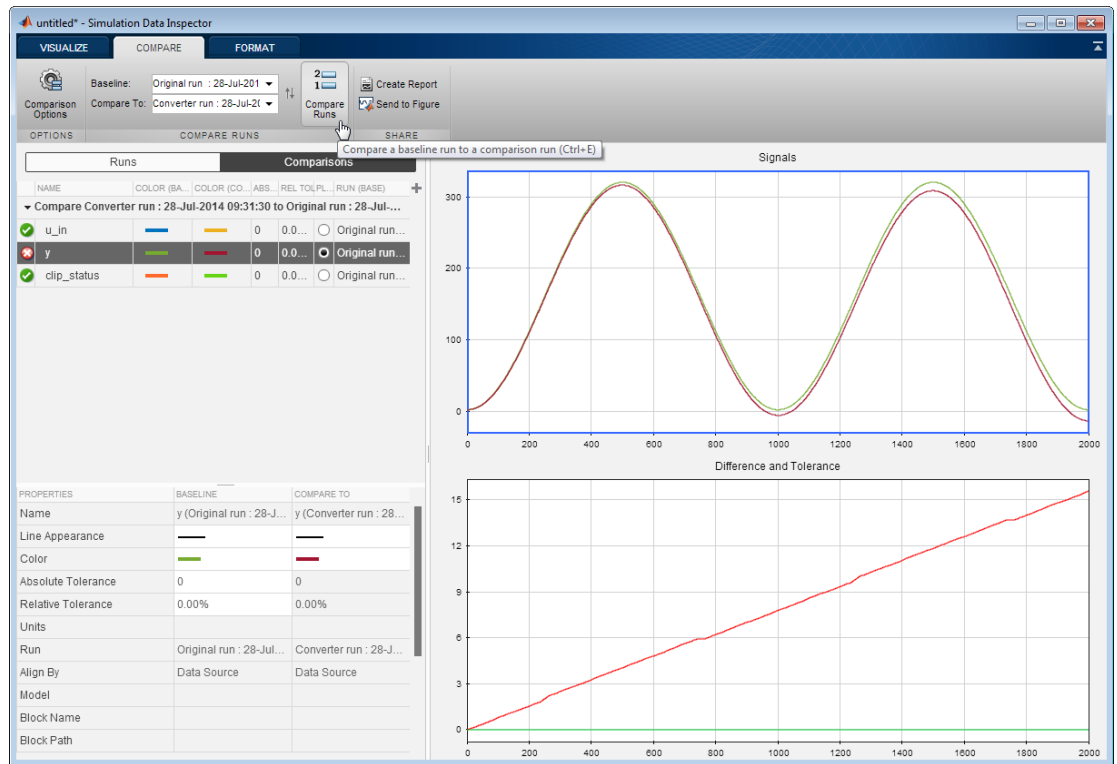 untitled* - Simulation Data Inspector
VISUALIZE COMPARE FORMAT
Comparison Options
Baseline: Original run : 28-Jul-201
Compare To: Converter run : 28-Jul-2(
2
1
Compare Runs
Create Report
Send to Figure
OPTIONS COMPARE RUNS SHARE
Compare a baseline run to a comparison run (Ctrl+E)
Runs Comparisons
NAME COLOR (BA... COLOR (CO... ABS... REL TOL PL... RUN (BASE)
Compare Converter run : 28-Jul-2014 09:31:30 to Original run : 28-Jul-...
u_in 0 0.0... Original run...
y 0 0.0... Original run...
clip_status 0 0.0... Original run...
PROPERTIES BASELINE COMPARE TO
Name y (Original run : 28-J... y (Converter run : 28...
Line Appearance
Color
Absolute Tolerance 0 0
Relative Tolerance 0.00% 0.00%
Units
Run Original run : 28-Jul... Converter run : 28-J...
Align By Data Source Data Source
Model
Block Name
Block Path
Signals
300
200
100
0
0 200 400 600 800 1000 1200 1400 1600 1800 2000
Difference and Tolerance
15
12
9
6
3
0
0 200 400 600 800 1000 1200 1400 1600 1800 2000